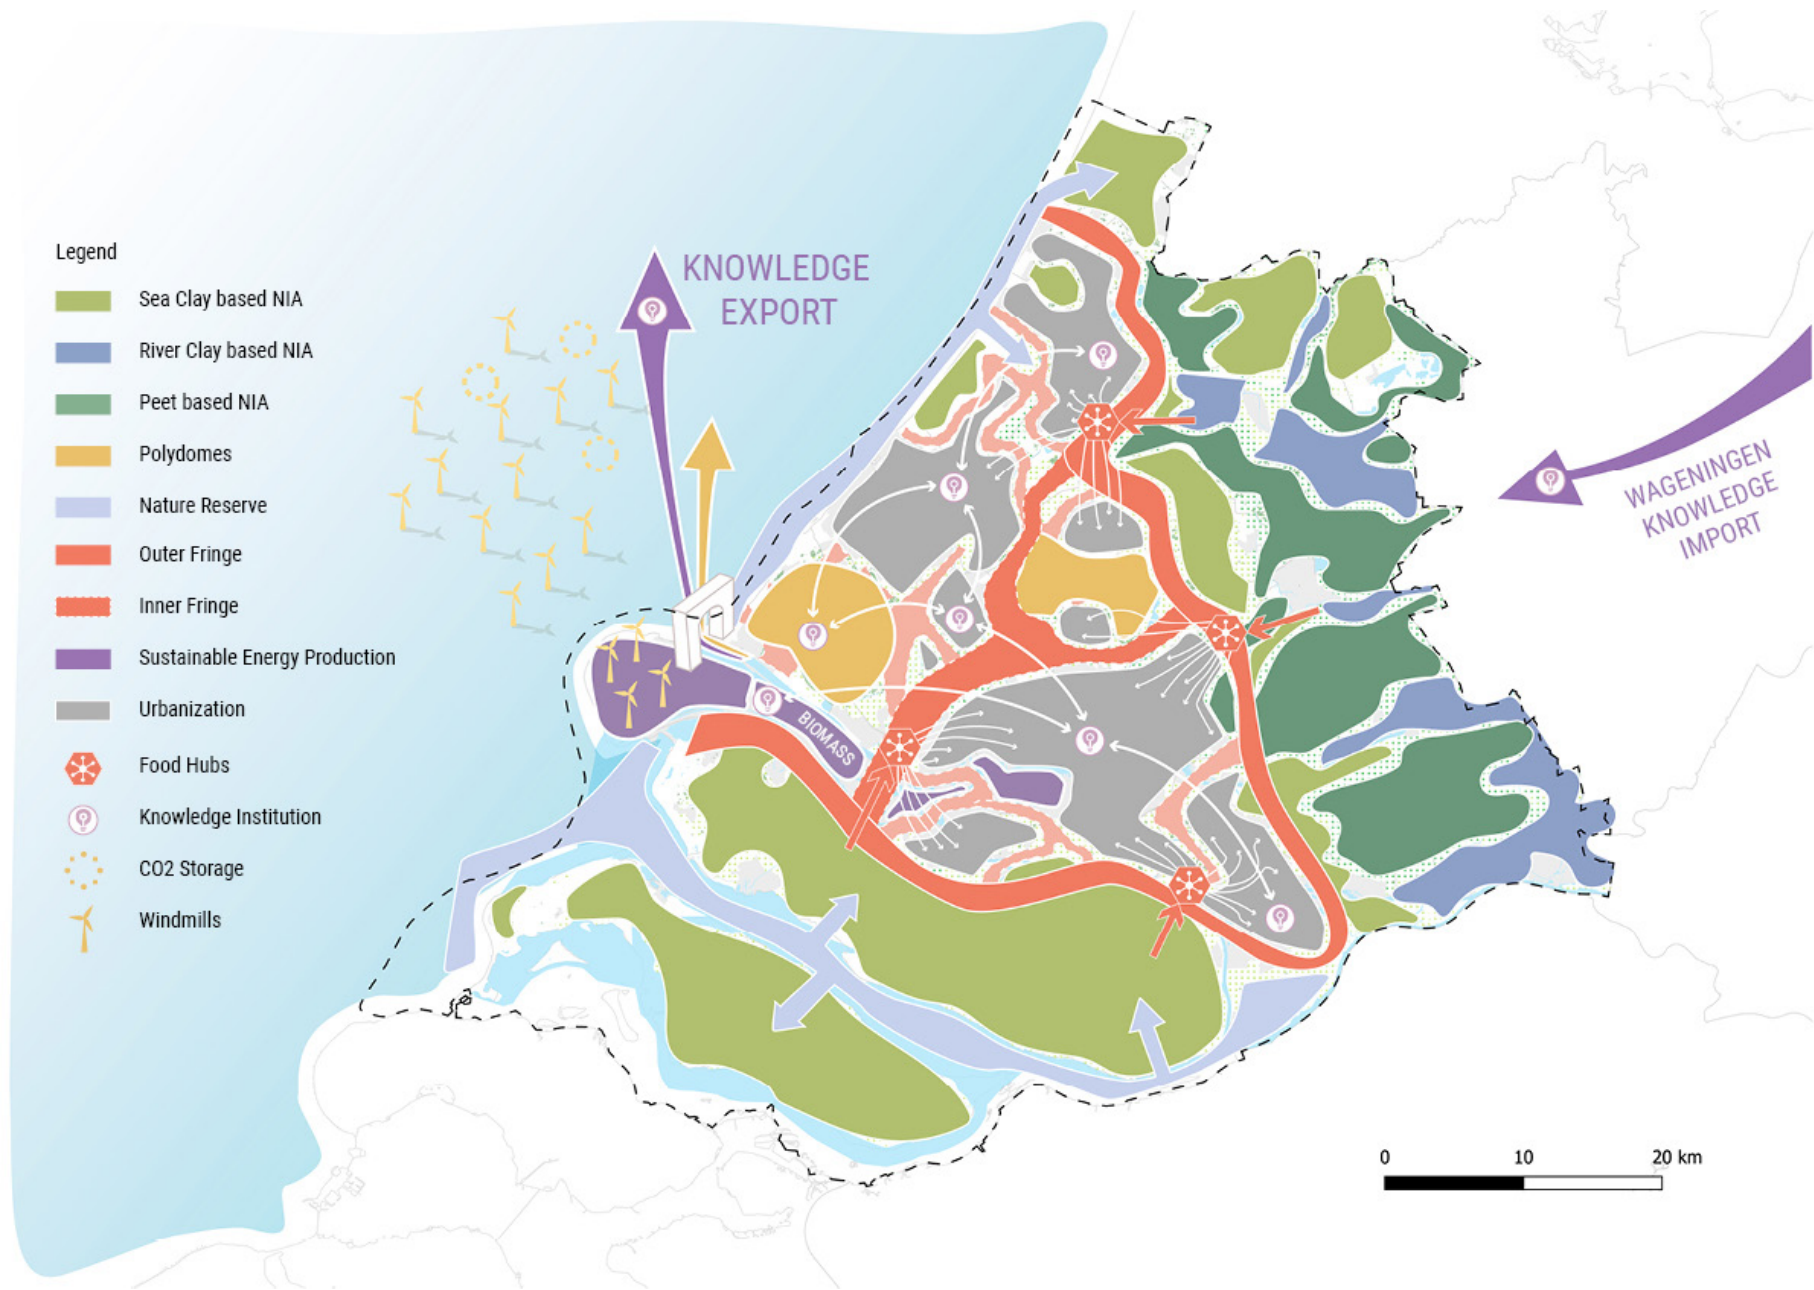 KNOWLEDGE
EXPORT
Legend
Sea Clay based NIA
River Clay based NIA
Peet based NIA
Polydomes
Nature Reserve
Outer Fringe
Inner Fringe
Sustainable Energy Production
Urbanization
Food Hubs
Knowledge Institution
CO2 Storage
Windmills
WAGENINGEN
KNOWLEDGE
IMPORT
BIOMASS
0 10 20 km